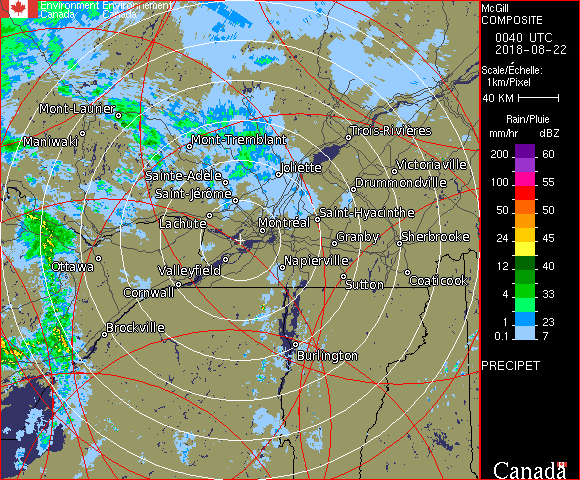 Environment Environnement
Canada Canada
McGill
COMPOSITE
0040 UTC
2018-08-22
Scale/Échelle:
1km/Pixel
40 KM
Rain/Pluie
mm/hr dBZ
200 60
100 55
50 50
24 45
12 40
4 33
1 23
0.1 7
PRECIPET
Canada
Mont-Laurier
Maniwaki
Mont-Tremblant
Trois-Rivières
Joliette
Victoriaville
Sainte-Adèle
Drummondville
Saint-Jérôme
Lachute
Montréal
Saint-Hyacinthe
Granby
Sherbrooke
Ottawa
Valleyfield
Napierville
Cornwall
Sutton
Coaticook
Brockville
Burlington